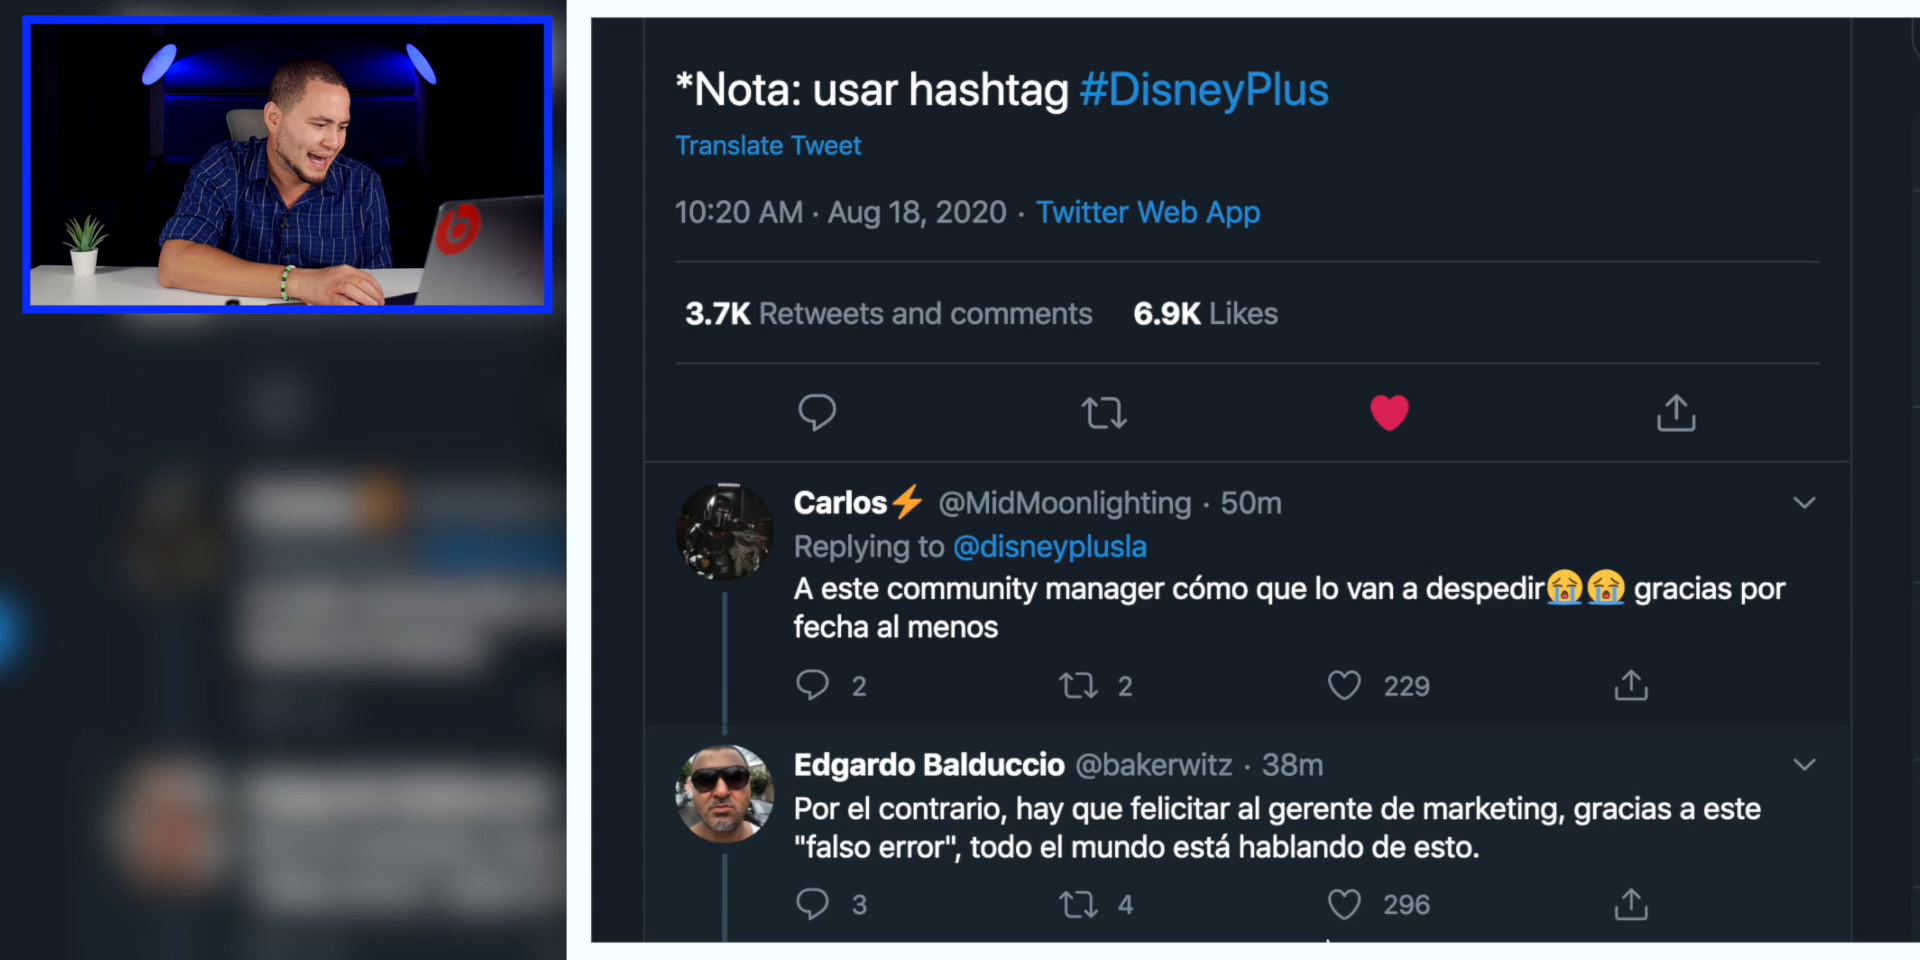 *Nota: usar hashtag #DisneyPlus
Translate Tweet
10:20 AM · Aug 18, 2020 · Twitter Web App
3.7K Retweets and comments 6.9K Likes
Carlos⚡ @MidMoonlighting · 50m
Replying to @disneyplusla
A este community manager cómo que lo van a despedir😭😭 gracias por
fecha al menos
2 2 229
Edgardo Balduccio @bakerwitz · 38m
Por el contrario, hay que felicitar al gerente de marketing, gracias a este
"falso error", todo el mundo está hablando de esto.
3 4 296